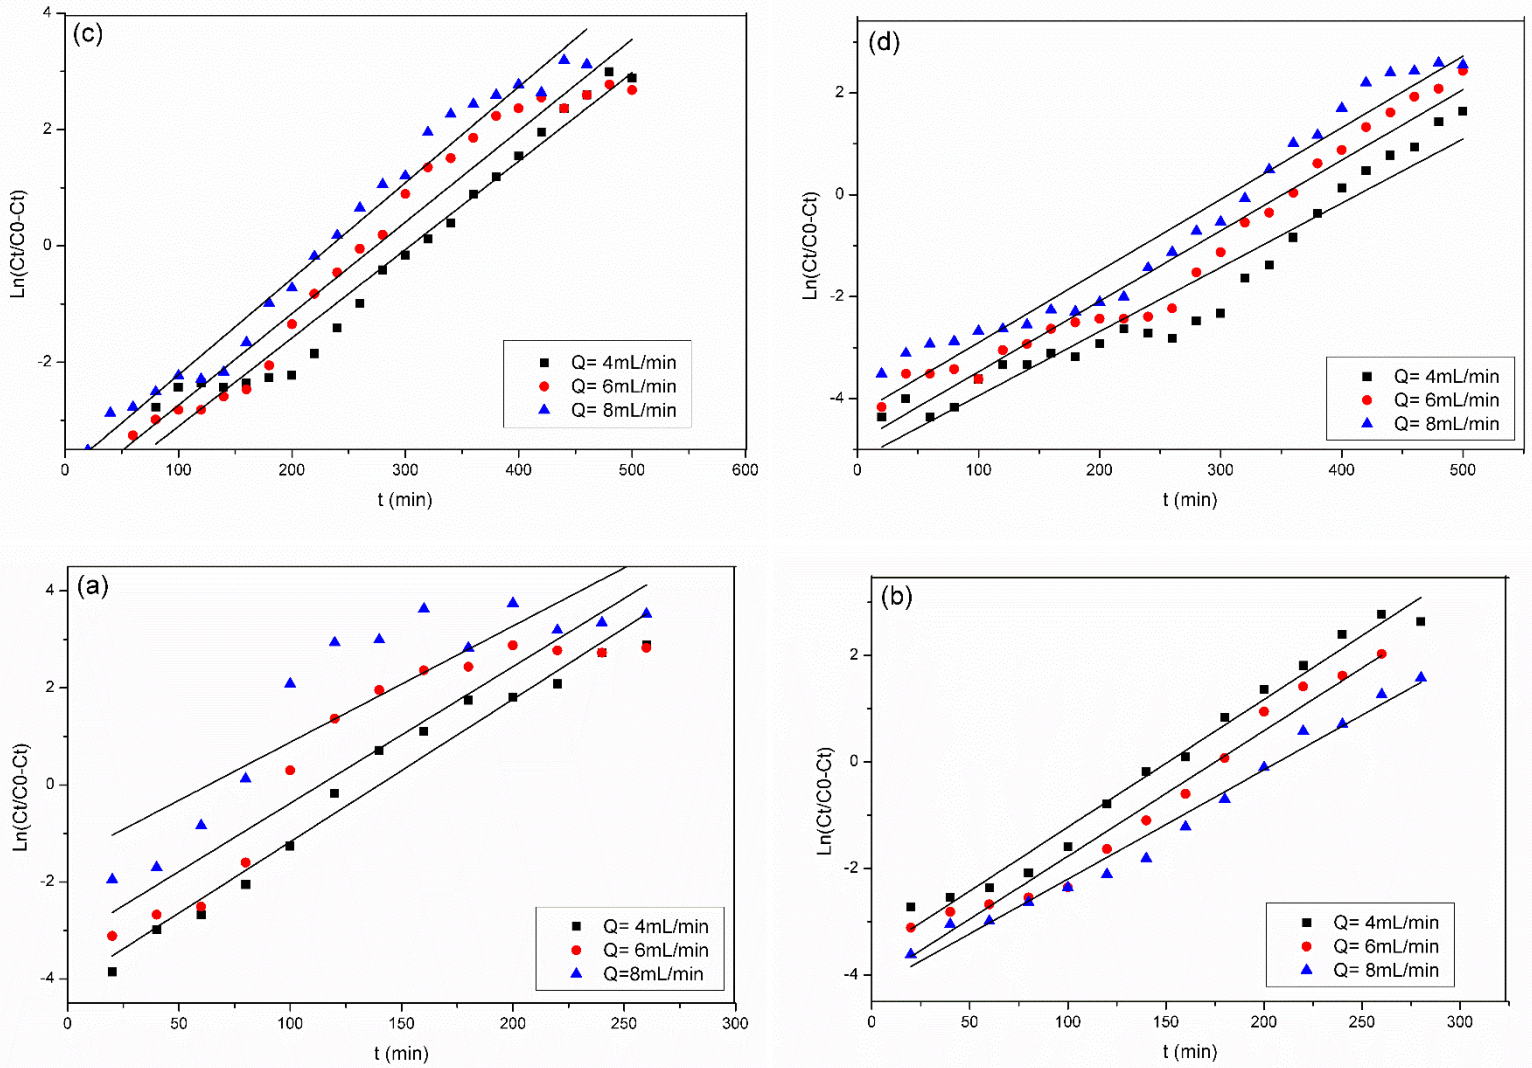 (c)
4
2
0
-2
Ln(Ct/C0-Ct)
Q= 4mL/min
Q= 6mL/min
Q= 8mL/min
0 100 200 300 400 500 600
t (min)
(d)
2
0
-2
-4
Ln(Ct/C0-Ct)
Q= 4mL/min
Q= 6mL/min
Q= 8mL/min
0 100 200 300 400 500
t (min)
(a)
4
2
0
-2
-4
Ln(Ct/C0-Ct)
Q= 4mL/min
Q= 6mL/min
Q=8mL/min
0 50 100 150 200 250 300
t (min)
(b)
2
0
-2
-4
Ln(Ct/C0-Ct)
Q= 4mL/min
Q= 6mL/min
Q= 8mL/min
0 50 100 150 200 250 300
t (min)